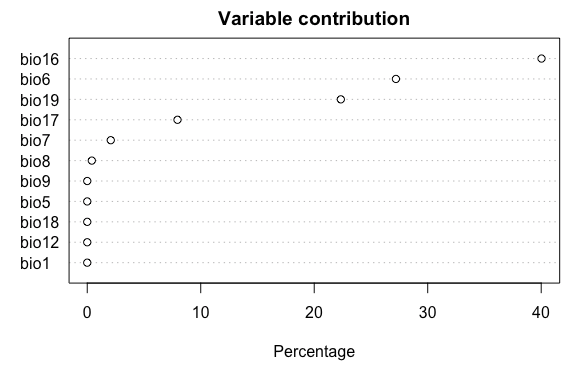 Variable contribution
bio16
bio6
bio19
bio17
bio7
bio8
bio9
bio5
bio18
bio12
bio1
0 10 20 30 40
Percentage